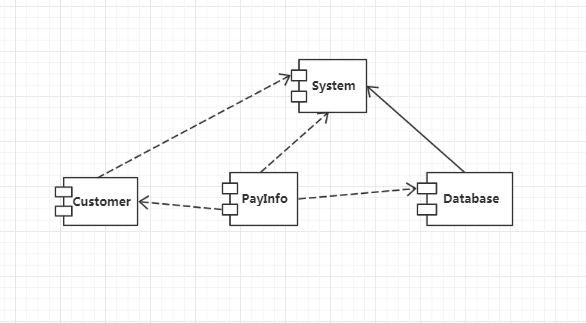 System
Customer
PayInfo
Database